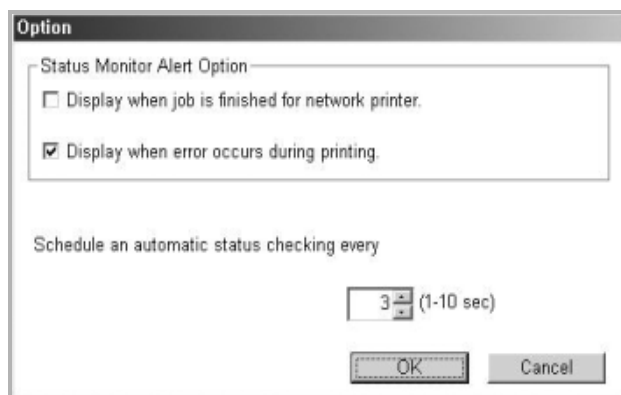 Option
Status Monitor Alert Option
Display when job is finished for network printer.
Display when error occurs during printing.
Schedule an automatic status checking every
3 (1-10 sec)
OK Cancel